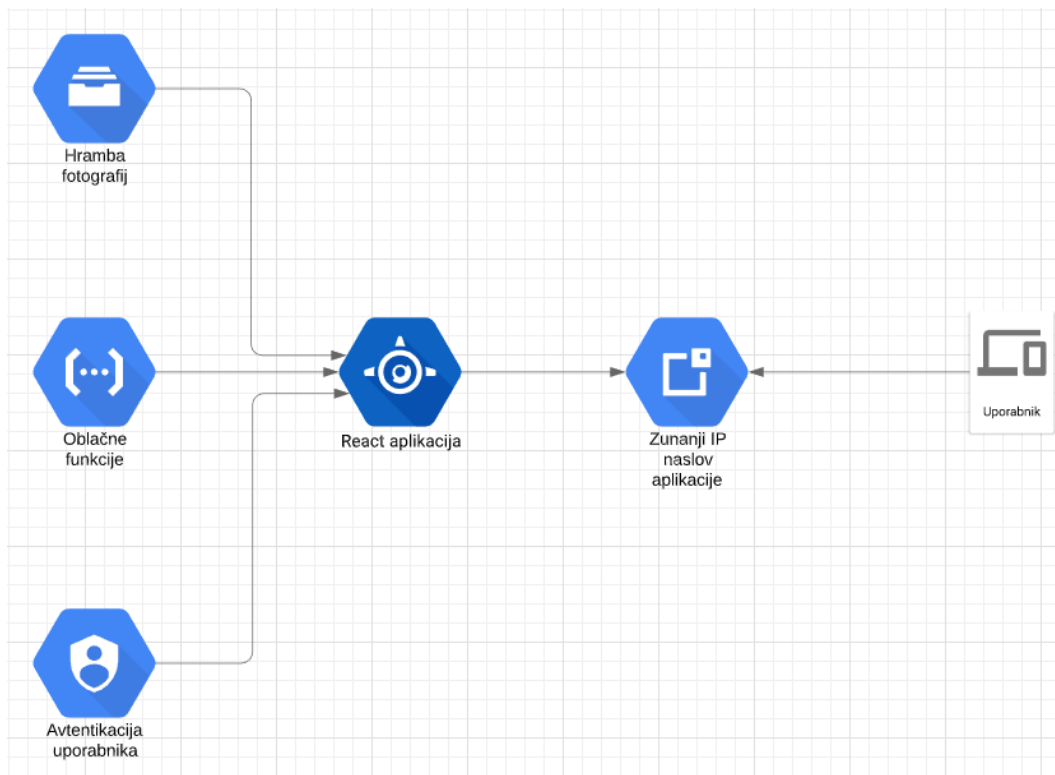 Hramba
fotografij
Oblačne
funkcije
React aplikacija
Zunanji IP
naslov
aplikacije
Uporabnik
Avtentikacija
uporabnika